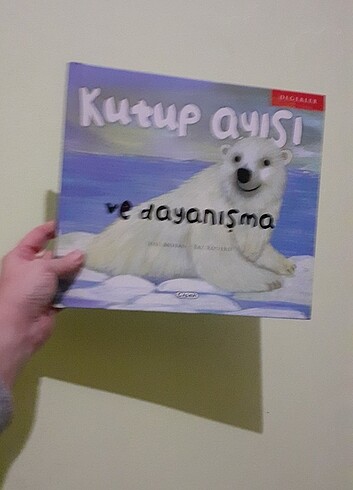 DEĞERLER
Kutup ayısı
ve dayanışma